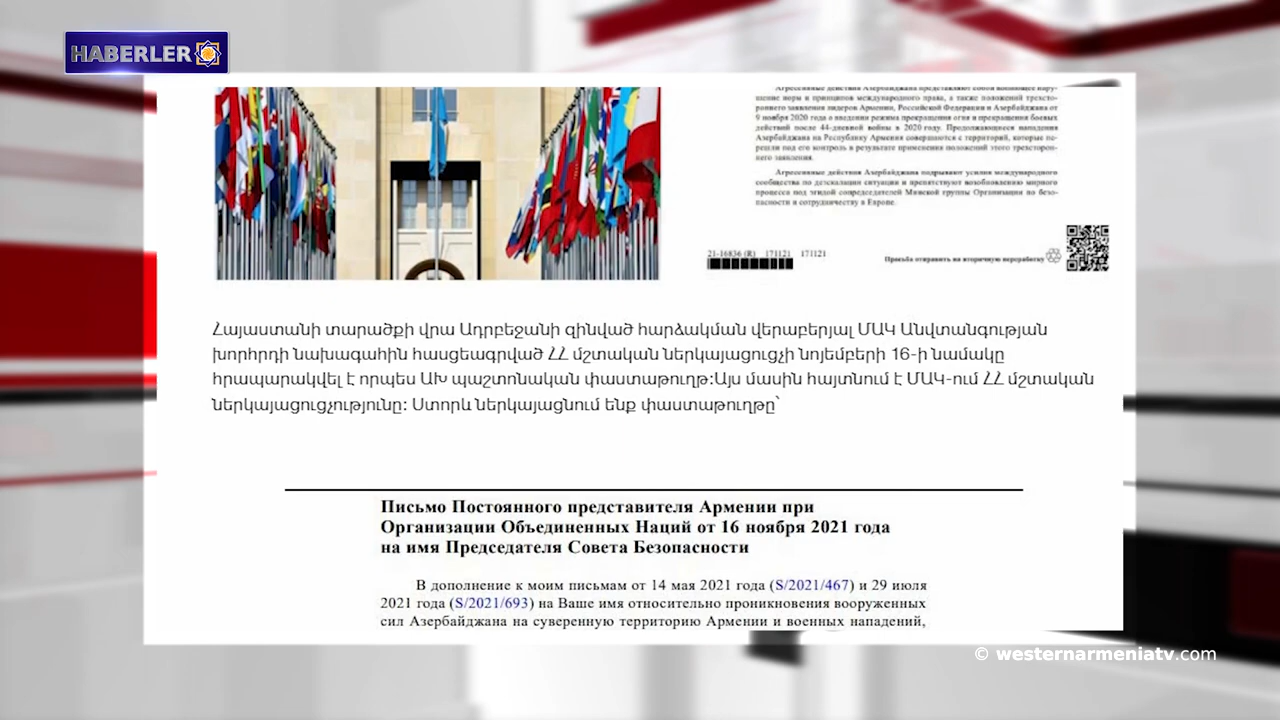 HABERLER
Агрессивные действия Азербайджана представляют собой вопиющее нару-
шение норм и принципов международного права, а также положений трехсто-
роннего заявления лидеров Армении, Российской Федерации и Азербайджана от
9 ноября 2020 года о введении режима прекращения огня и прекращения боевых
действий после 44-дневной войны в 2020 году. Продолжающиеся нападения
Азербайджана на Республику Армения совершаются с территорий, которые пе-
решли под его контроль в результате применения положений этого трехсторон-
него заявления.
Агрессивные действия Азербайджана подрывают усилия международного
сообщества по деэскалации ситуации и препятствуют возобновлению мирного
процесса под эгидой сопредседателей Минской группы Организации по безо-
пасности и сотрудничеству в Европе.
21-16836 (R) 171121 171121
Просьба отправить на вторичную переработку
Հայաստանի տարածքի վրա Ադրբեջանի զինված հարձակման վերաբերյալ ՄԱԿ Անվտանգության
խորհրդի նախագահին հասցեագրված ՀՀ մշտական ներկայացուցչի նոյեմբերի 16-ի նամակը
հրապարակվել է որպես ԱԽ պաշտոնական փաստաթուղթ:Այս մասին հայտնում է ՄԱԿ-ում ՀՀ մշտական
ներկայացուցչությունը: Ստորև ներկայացնում ենք փաստաթուղթը՝
Письмо Постоянного представителя Армении при
Организации Объединенных Наций от 16 ноября 2021 года
на имя Председателя Совета Безопасности
В дополнение к моим письмам от 14 мая 2021 года (S/2021/467) и 29 июля
2021 года (S/2021/693) на Ваше имя относительно проникновения вооруженных
сил Азербайджана на суверенную территорию Армении и военных нападений,
© westernarmeniatv.com